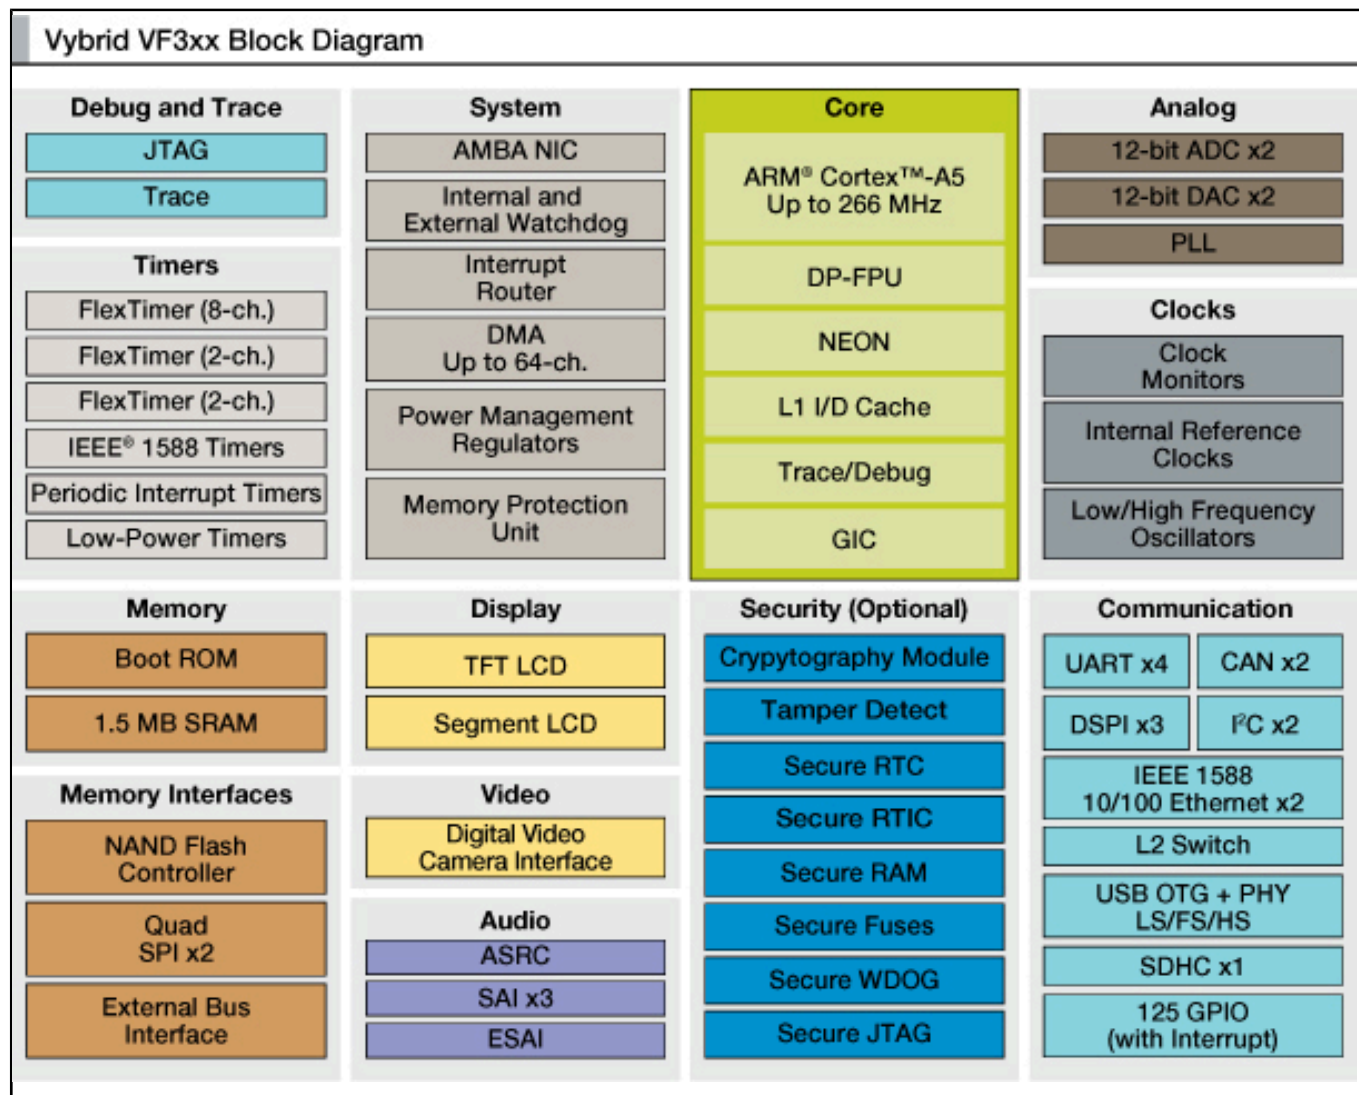 Vybrid VF3xx Block Diagram
Debug and Trace
JTAG
Trace
Timers
FlexTimer (8-ch.)
FlexTimer (2-ch.)
FlexTimer (2-ch.)
IEEE® 1588 Timers
Periodic Interrupt Timers
Low-Power Timers
System
AMBA NIC
Internal and
External Watchdog
Interrupt
Router
DMA
Up to 64-ch.
Power Management
Regulators
Memory Protection
Unit
Core
ARM® Cortex™-A5
Up to 266 MHz
DP-FPU
NEON
L1 I/D Cache
Trace/Debug
GIC
Analog
12-bit ADC x2
12-bit DAC x2
PLL
Clocks
Clock
Monitors
Internal Reference
Clocks
Low/High Frequency
Oscillators
Memory
Boot ROM
1.5 MB SRAM
Memory Interfaces
NAND Flash
Controller
Quad
SPI x2
External Bus
Interface
Display
TFT LCD
Segment LCD
Video
Digital Video
Camera Interface
Audio
ASRC
SAI x3
ESAI
Security (Optional)
Crypytography Module
Tamper Detect
Secure RTC
Secure RTIC
Secure RAM
Secure Fuses
Secure WDOG
Secure JTAG
Communication
UART x4
CAN x2
DSPI x3
I²C x2
IEEE 1588
10/100 Ethernet x2
L2 Switch
USB OTG + PHY
LS/FS/HS
SDHC x1
125 GPIO
(with Interrupt)